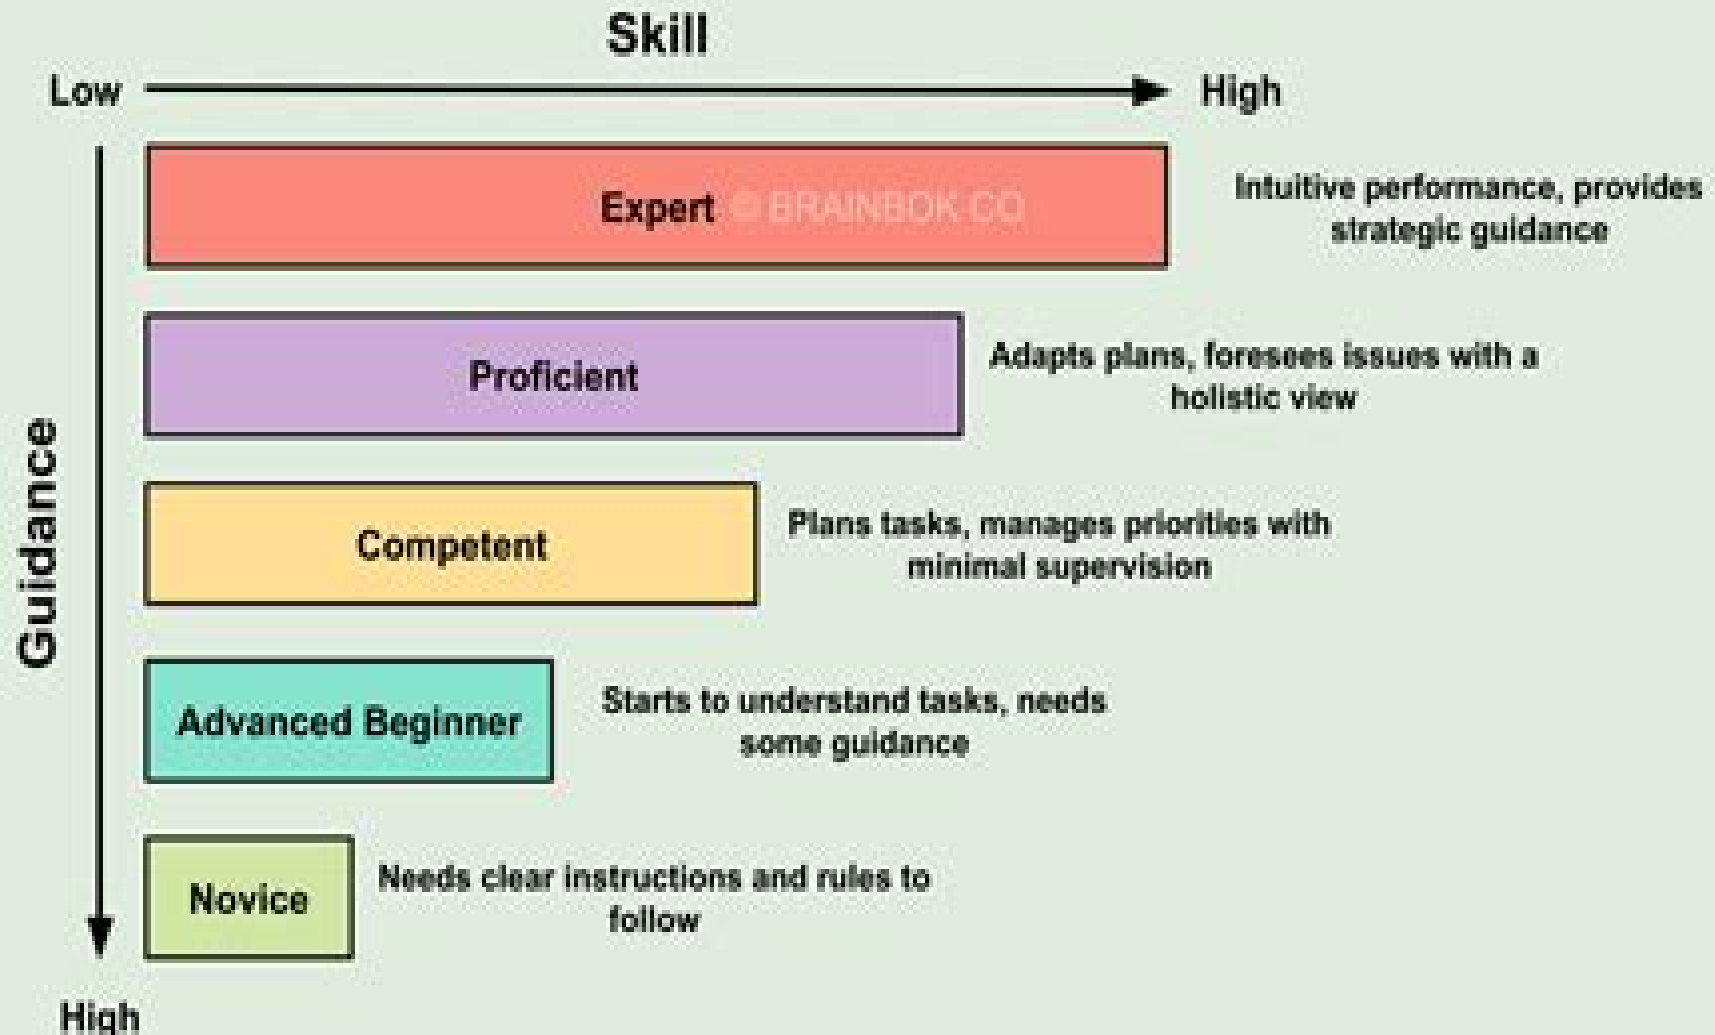 Skill
Low
High
Expert
© BRAINBOK CO
Intuitive performance, provides
strategic guidance
Proficient
Adapts plans, foresees issues with a
holistic view
Guidance
Competent
Plans tasks, manages priorities with
minimal supervision
Advanced Beginner
Starts to understand tasks, needs
some guidance
Novice
Needs clear instructions and rules to
follow
High